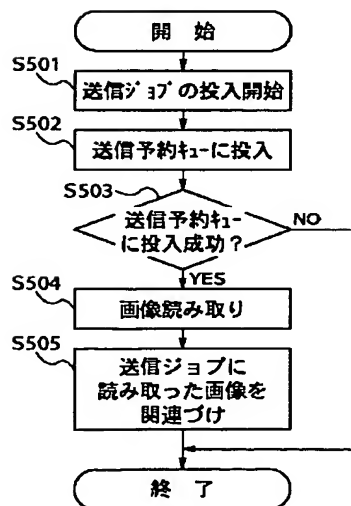 開 始
S501
送信ジョブの投入開始
S502
送信予約キューに投入
S503
送信予約キュー
に投入成功?
NO
YES
S504
画像読み取り
S505
送信ジョブに
読み取った画像を
関連づけ
終 了